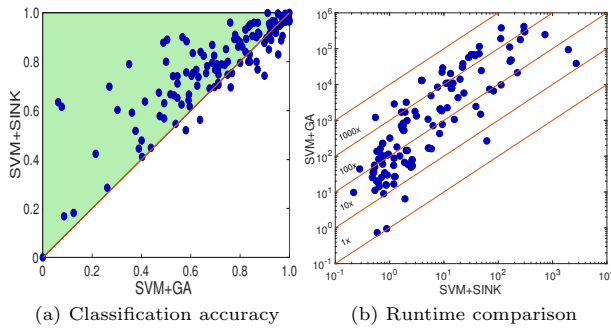 1.0
0.8
0.6
0.4
0.2
0
SVM+SINK
0 0.2 0.4 0.6 0.8 1.0
SVM+GA
(a) Classification accuracy
10^6
10^5
10^4
10^3
10^2
10^1
10^0
10^-1
SVM+GA
1000x
100x
10x
1x
10^-1 10^0 10^1 10^2 10^3 10^4
SVM+SINK
(b) Runtime comparison